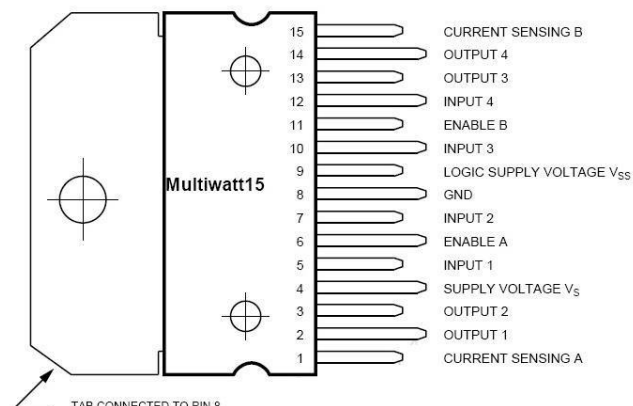 15 CURRENT SENSING B
14 OUTPUT 4
13 OUTPUT 3
12 INPUT 4
11 ENABLE B
10 INPUT 3
9 LOGIC SUPPLY VOLTAGE VSS
8 GND
7 INPUT 2
6 ENABLE A
5 INPUT 1
4 SUPPLY VOLTAGE VS
3 OUTPUT 2
2 OUTPUT 1
1 CURRENT SENSING A
Multiwatt15
TAB CONNECTED TO PIN 8